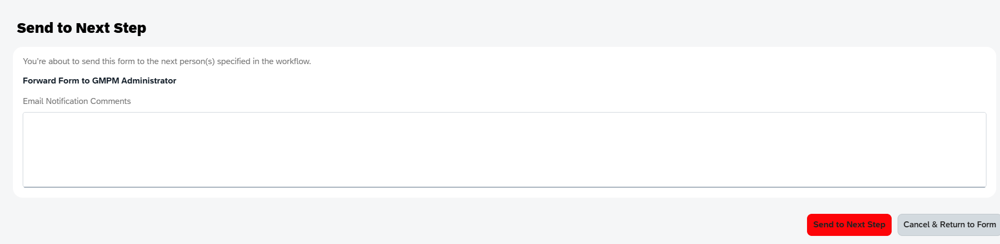 Send to Next Step
You’re about to send this form to the next person(s) specified in the workflow.
Forward Form to GMPM Administrator
Email Notification Comments
Send to Next Step
Cancel & Return to Form